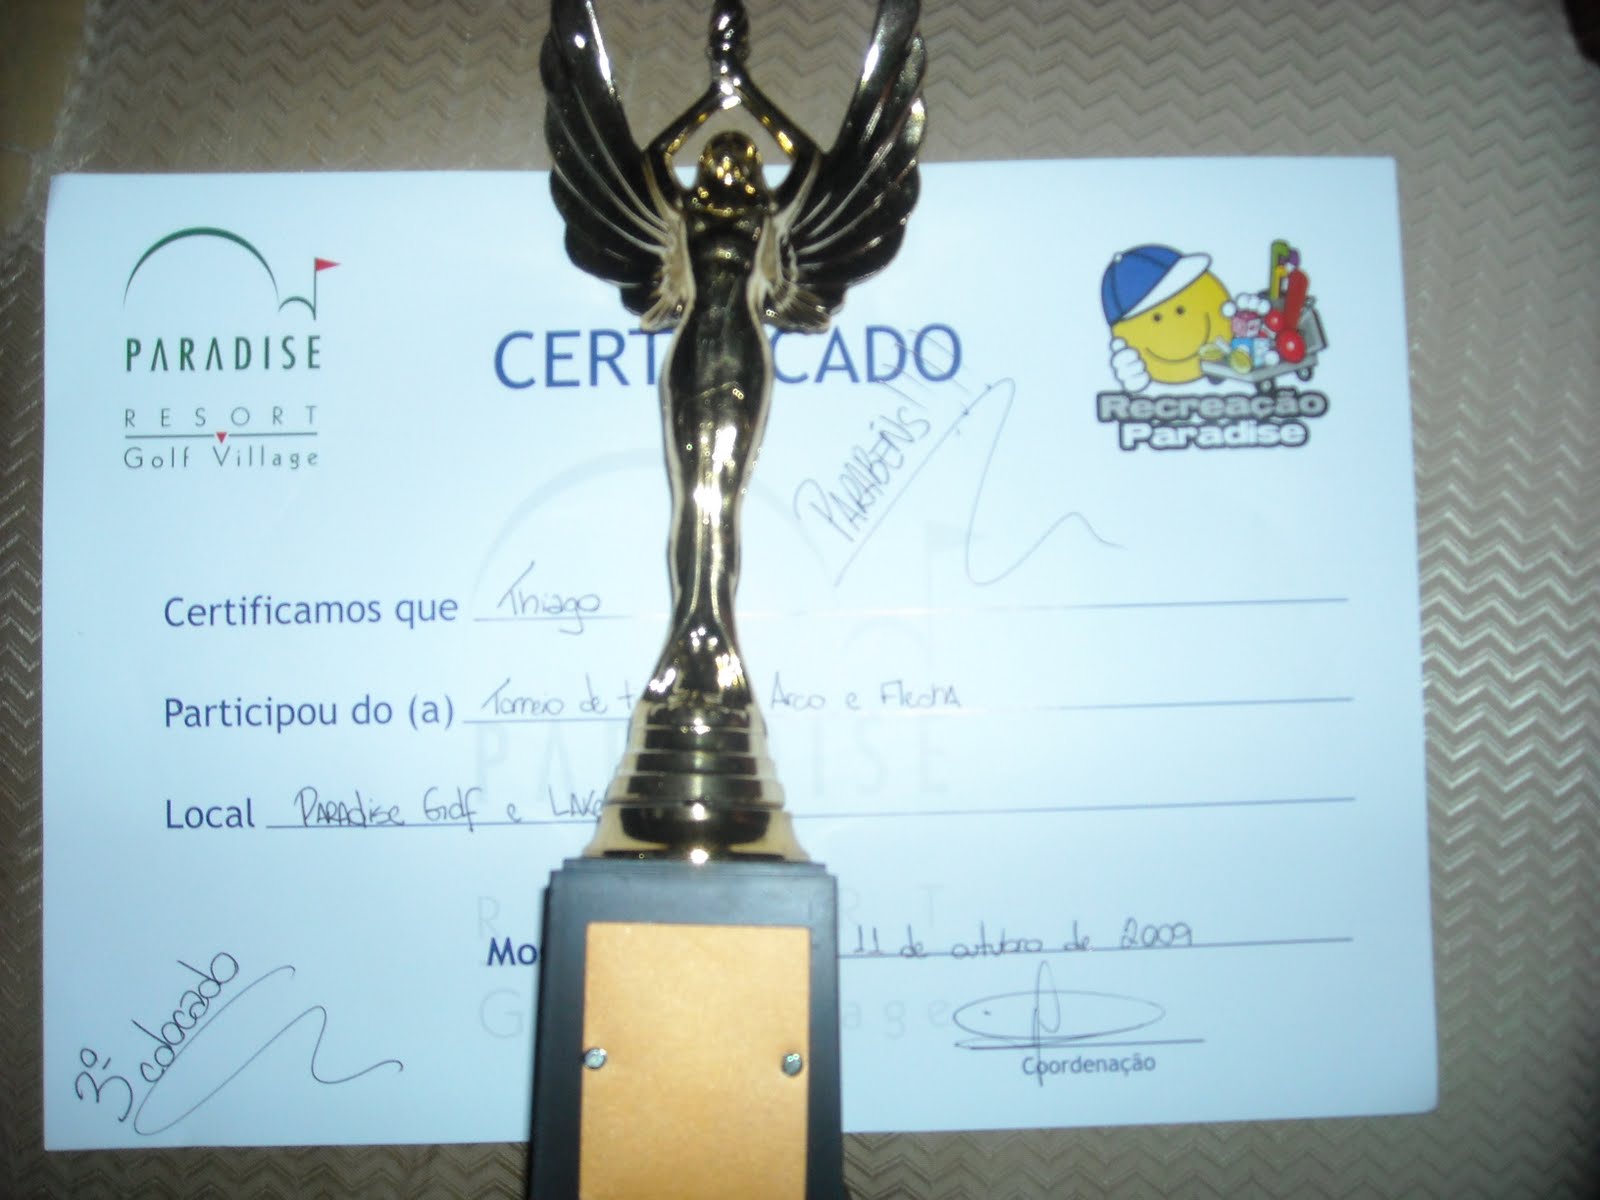 PARADISE
RESORT
Golf Village
CERT CADO
PARABÉNS!!!
Recreação
Paradise
Certificamos que Thiago
Participou do (a) Torneio de t Arco e Flecha
Local Paradise Golf e Lake
Mo 11 de outubro de 2009
3º colocado
Coordenação